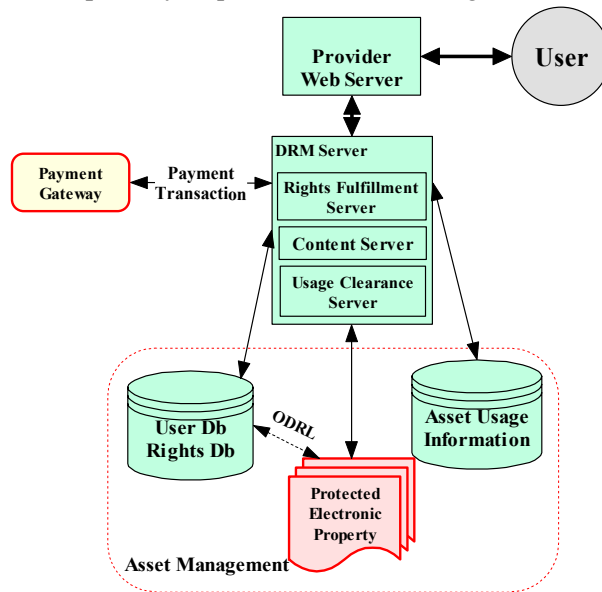 Provider
Web Server
User
DRM Server
Payment
Gateway
Payment
Transaction
Rights Fulfillment
Server
Content Server
Usage Clearance
Server
User Db
Rights Db
ODRL
Asset Usage
Information
Protected
Electronic
Property
Asset Management